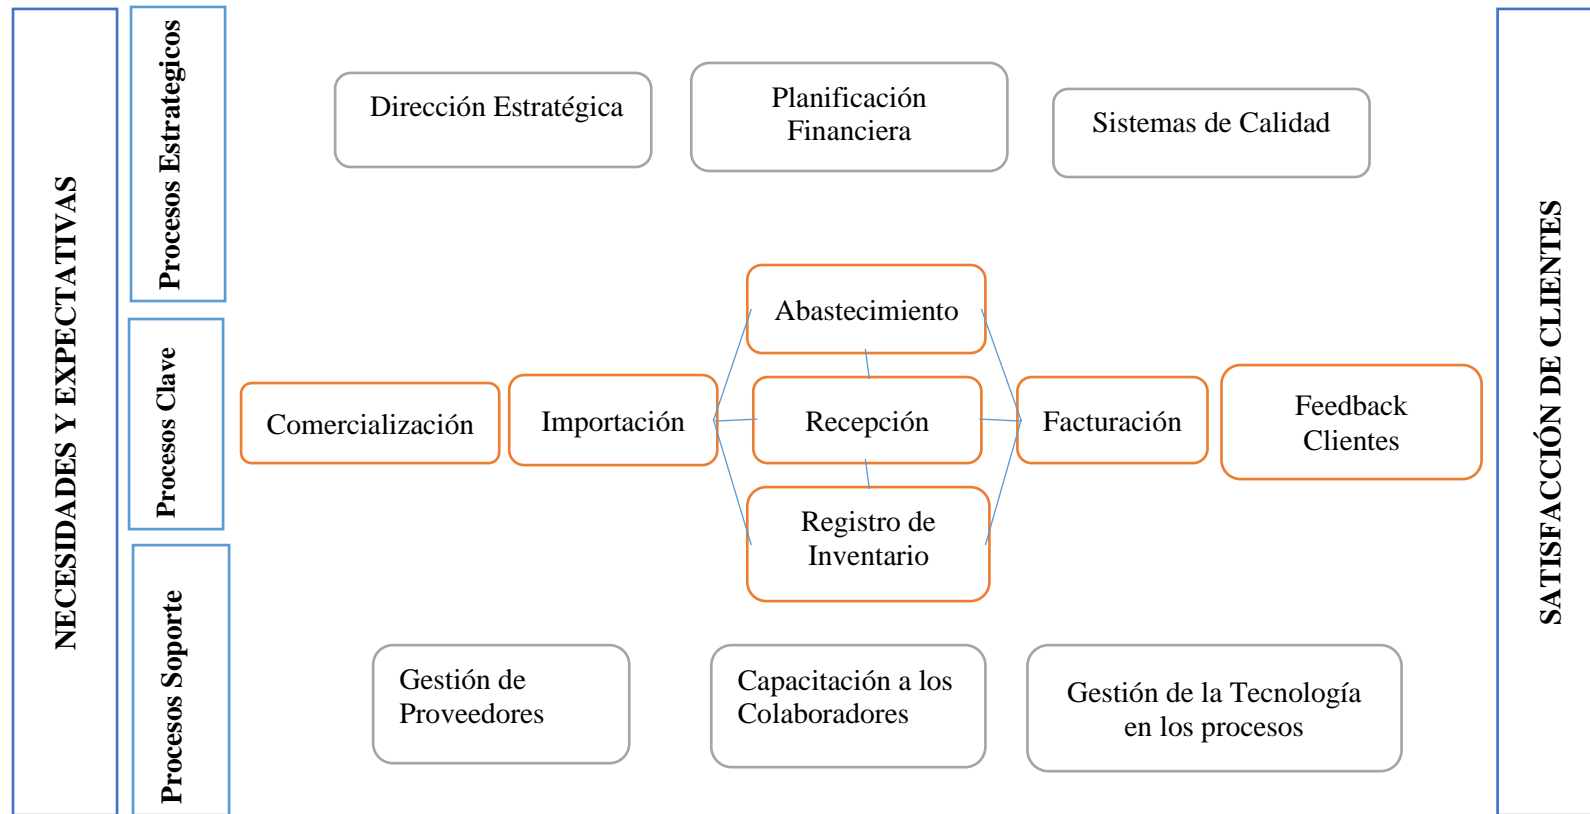 NECESIDADES Y EXPECTATIVAS
Procesos Estrategicos
Dirección Estratégica
Planificación
Financiera
Sistemas de Calidad
Procesos Clave
Comercialización
Importación
Abastecimiento
Recepción
Registro de
Inventario
Facturación
Feedback
Clientes
Procesos Soporte
Gestión de
Proveedores
Capacitación a los
Colaboradores
Gestión de la Tecnología
en los procesos
SATISFACCIÓN DE CLIENTES